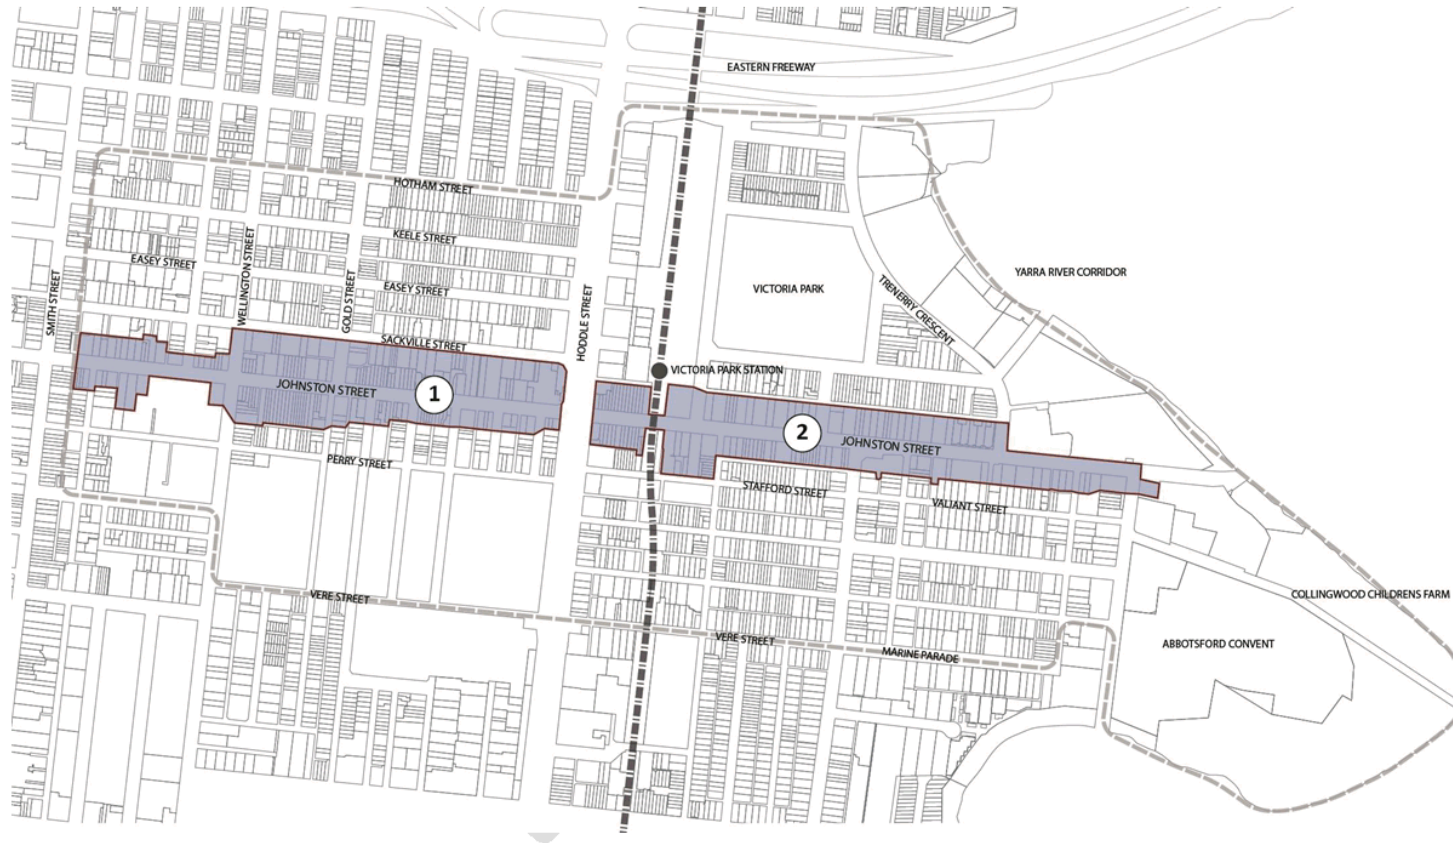 EASTERN FREEWAY
HOTHAM STREET
KEELE STREET
EASEY STREET
WELLINGTON STREET
GOLD STREET
EASEY STREET
SMITH STREET
HODDLE STREET
YARRA RIVER CORRIDOR
VICTORIA PARK
TRENERRY CRESCENT
SACKVILLE STREET
VICTORIA PARK STATION
JOHNSTON STREET
1
2
JOHNSTON STREET
PERRY STREET
STAFFORD STREET
VALIANT STREET
VERE STREET
COLLINGWOOD CHILDRENS FARM
VERE STREET
MARINE PARADE
ABBOTSFORD CONVENT